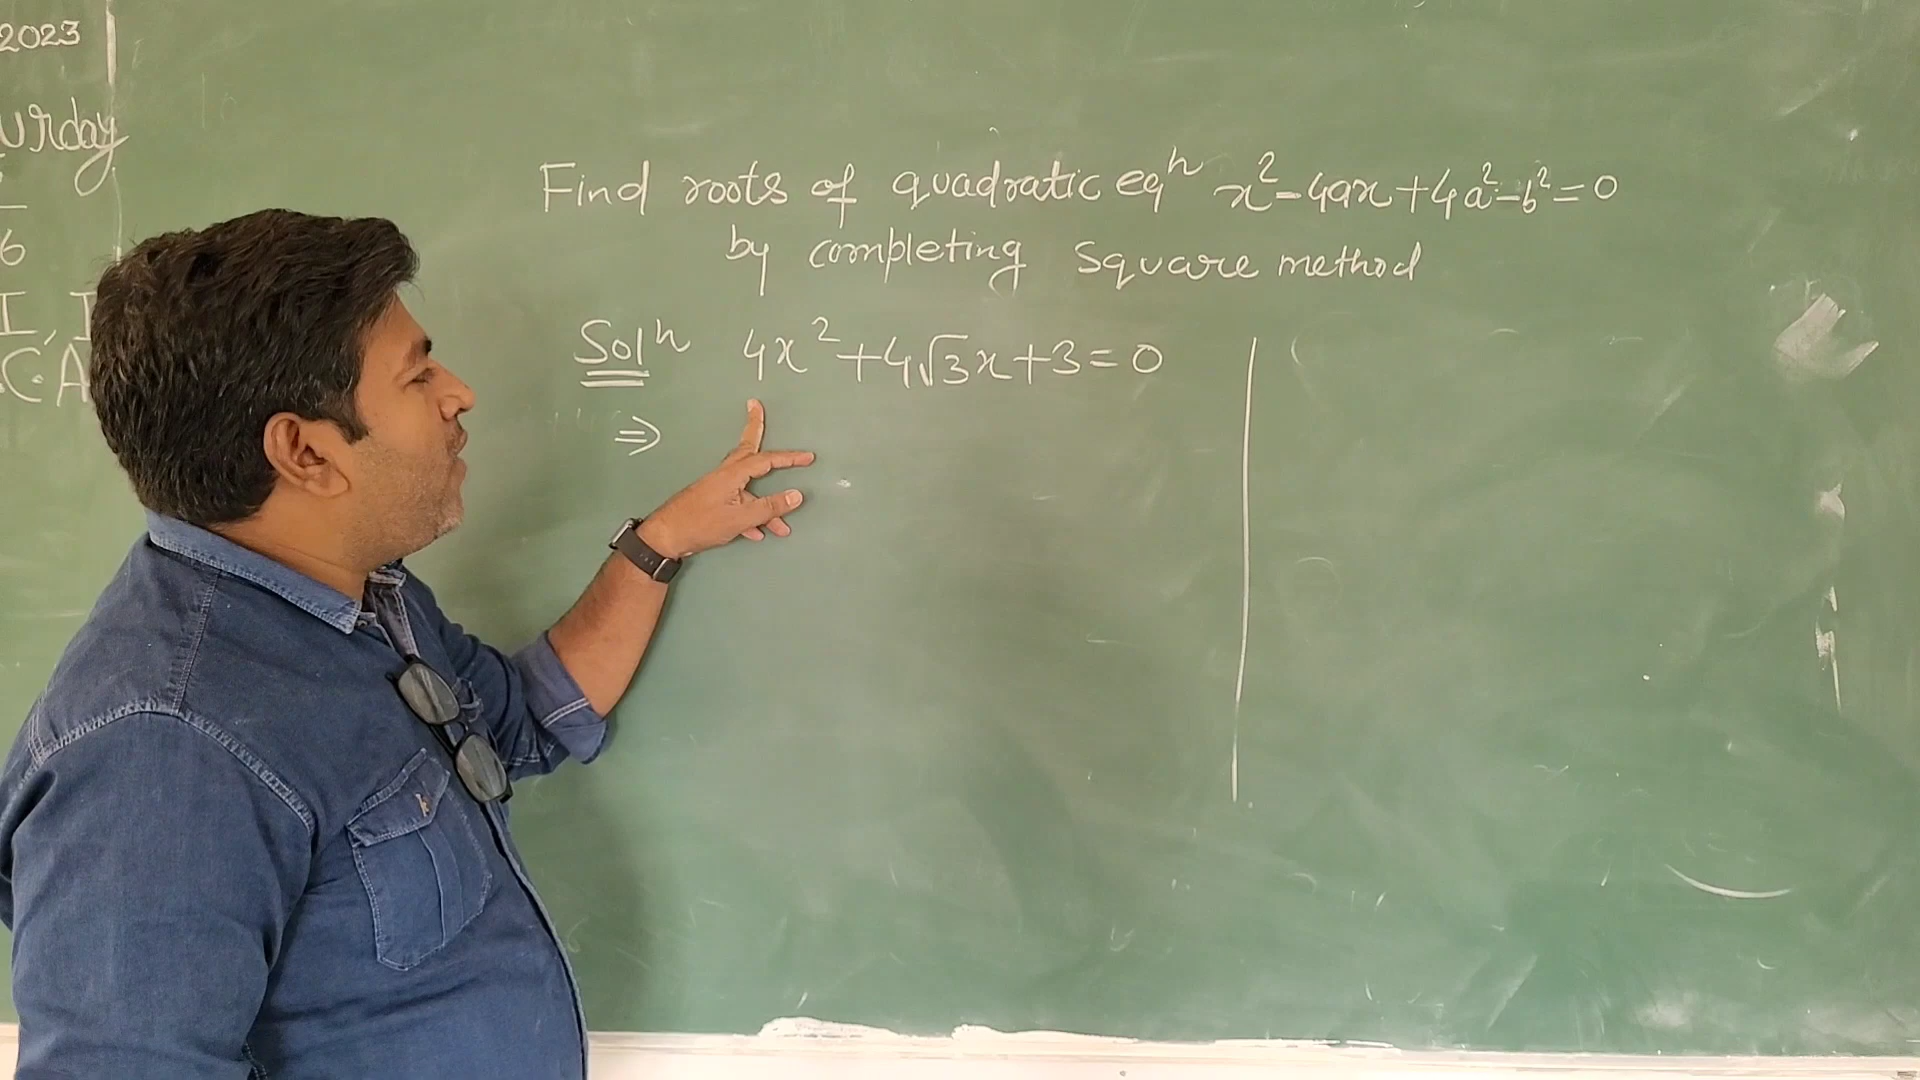 2023
6
Find roots of quadratic eqⁿ x²-4ax+4a²-b²=0
by completing square method
Solⁿ 4x²+4√3x+3=0
⇒